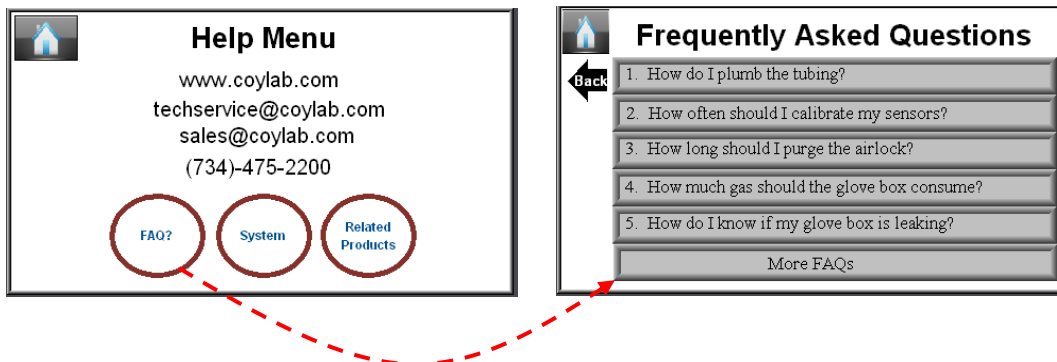 Help Menu
www.coylab.com
techservice@coylab.com
sales@coylab.com
(734)-475-2200
FAQ?
System
Related
Products
Frequently Asked Questions
Back
1. How do I plumb the tubing?
2. How often should I calibrate my sensors?
3. How long should I purge the airlock?
4. How much gas should the glove box consume?
5. How do I know if my glove box is leaking?
More FAQs